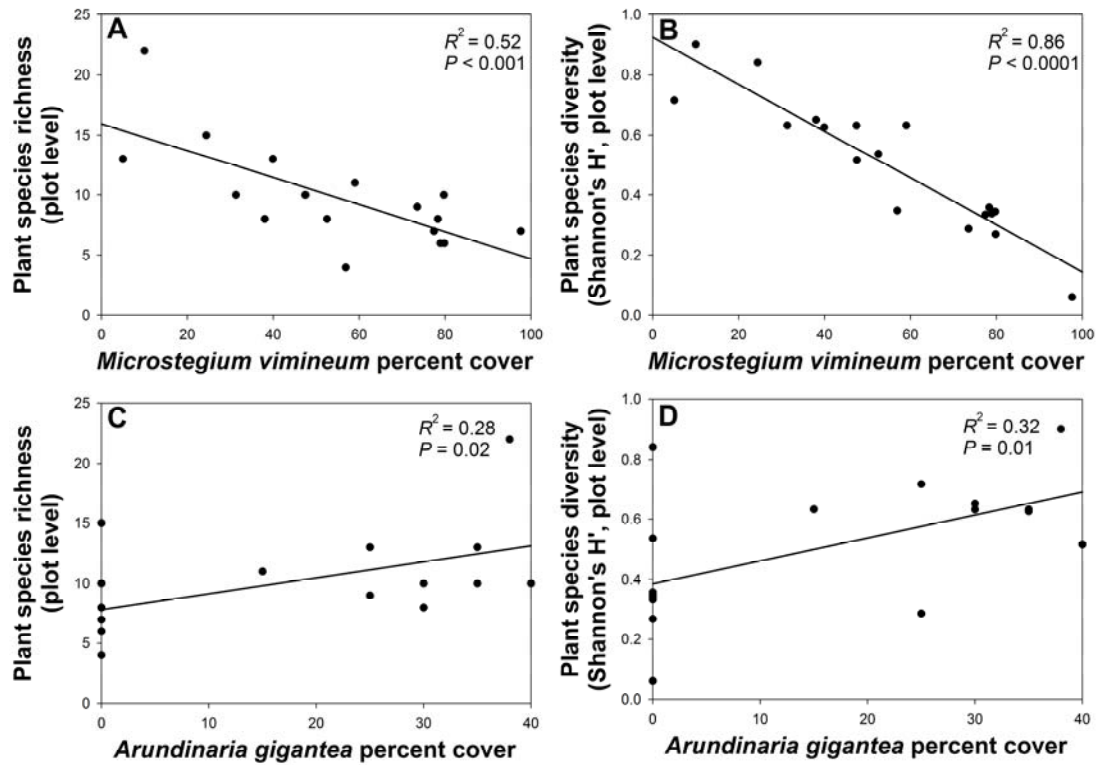 A
R² = 0.52
P < 0.001
Plant species richness
(plot level)
25
20
15
10
5
0
0 20 40 60 80 100
Microstegium vimineum percent cover
B
R² = 0.86
P < 0.0001
Plant species diversity
(Shannon's H', plot level)
1.0
0.8
0.6
0.4
0.2
0.0
0 20 40 60 80 100
Microstegium vimineum percent cover
C
R² = 0.28
P = 0.02
Plant species richness
(plot level)
25
20
15
10
5
0
0 10 20 30 40
Arundinaria gigantea percent cover
D
R² = 0.32
P = 0.01
Plant species diversity
(Shannon's H', plot level)
1.0
0.8
0.6
0.4
0.2
0.0
0 10 20 30 40
Arundinaria gigantea percent cover